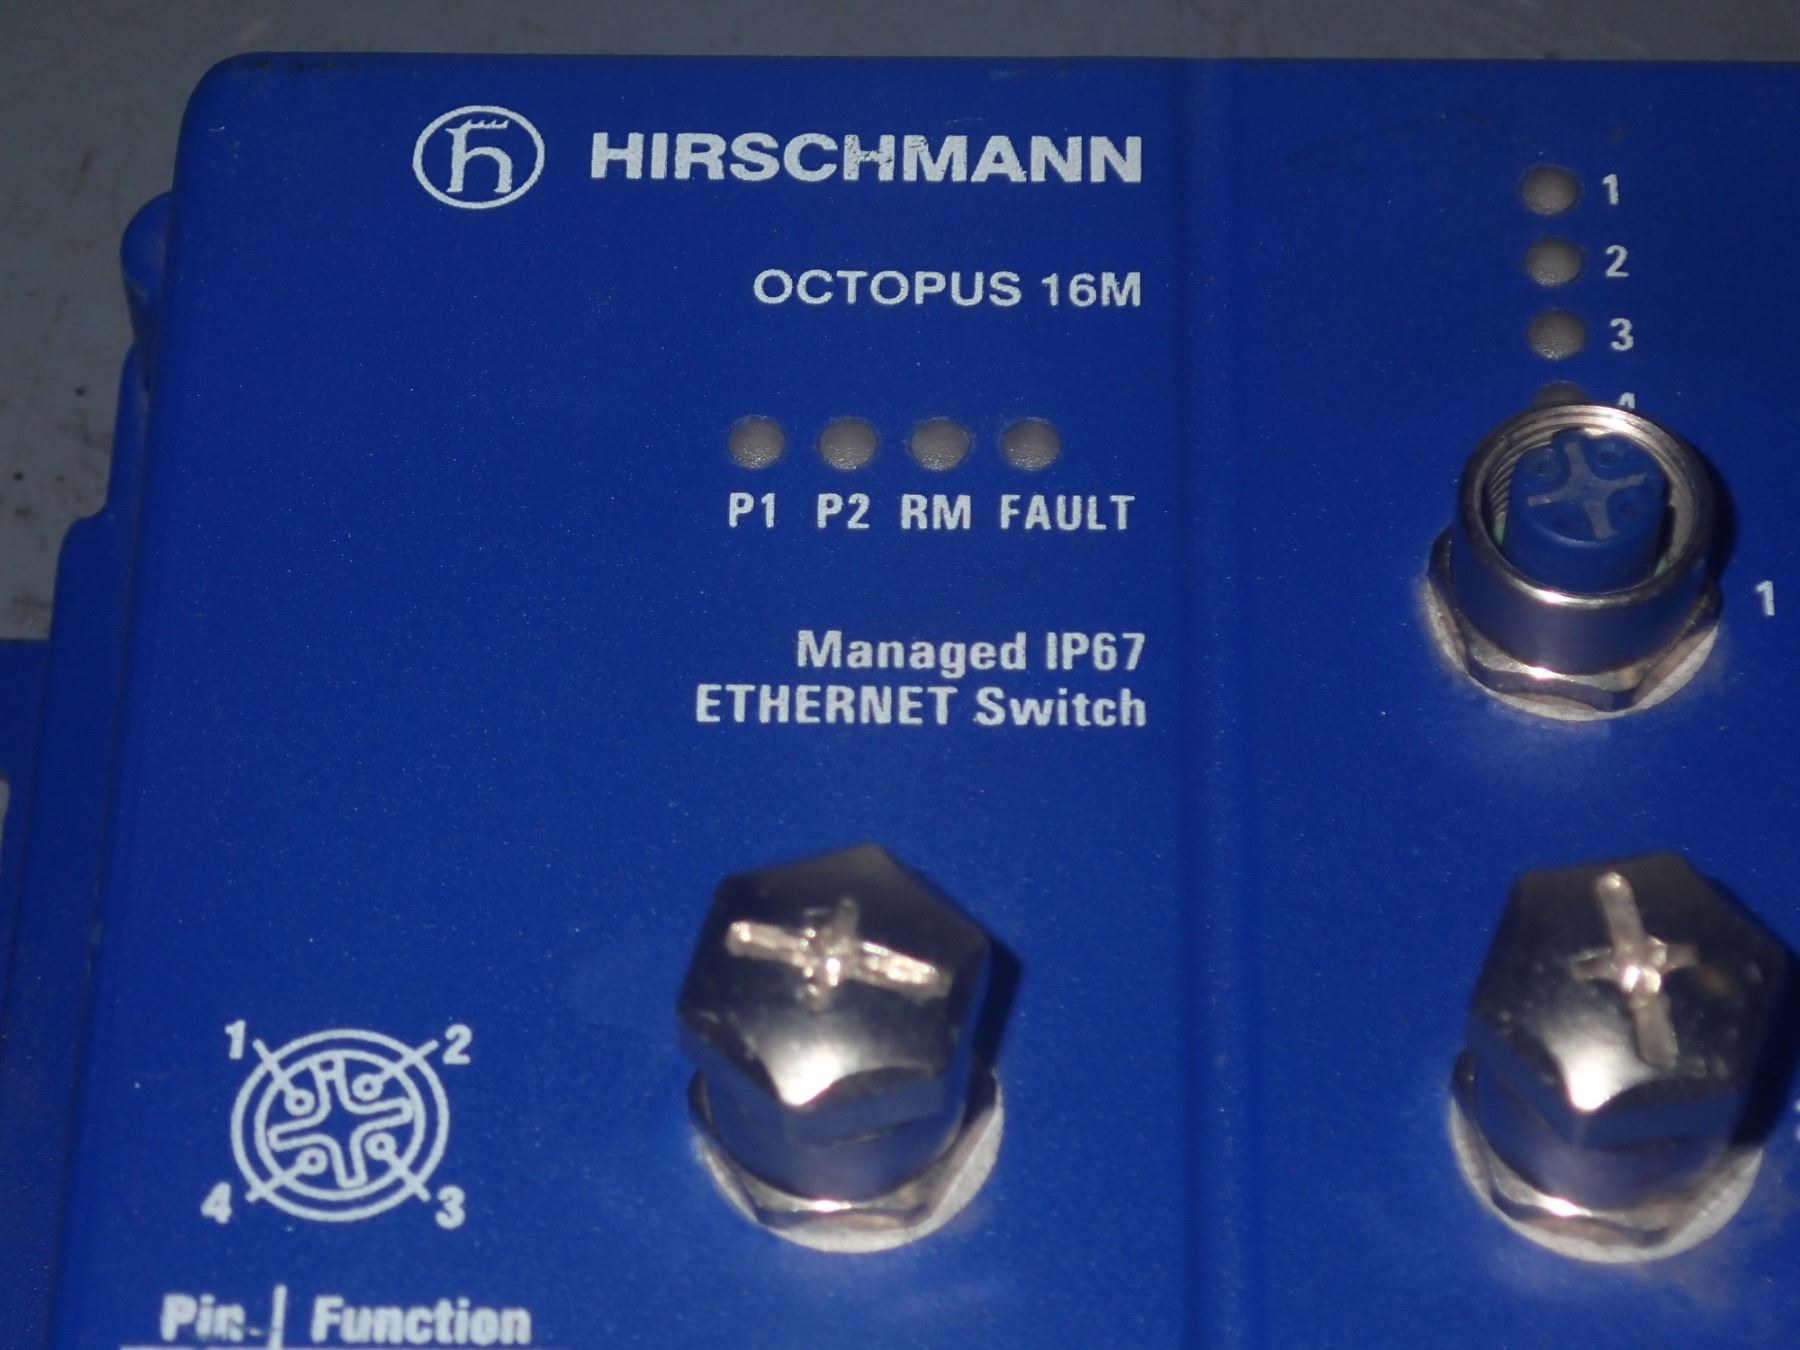 HIRSCHMANN
OCTOPUS 16M
P1 P2 RM FAULT
Managed IP67
ETHERNET Switch
1
2
3
4
1
1 2
4 3
Pin Function